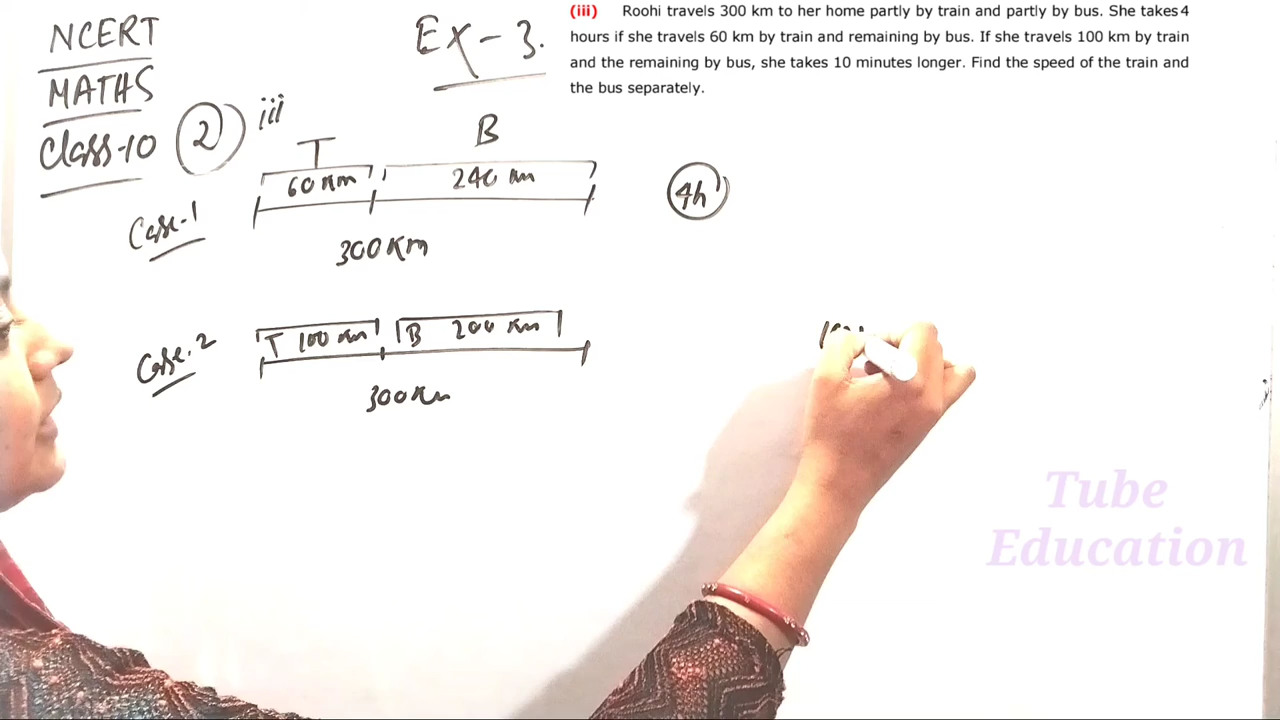 NCERT
MATHS
Class-10
2
iii
Ex-3.
(iii) Roohi travels 300 km to her home partly by train and partly by bus. She takes 4
hours if she travels 60 km by train and remaining by bus. If she travels 100 km by train
and the remaining by bus, she takes 10 minutes longer. Find the speed of the train and
the bus separately.
T B
Case-1
60 Km 240 Km
4h
300 Km
Case.2
T 100 Km B 200 Km
300 Km
Tube
Education